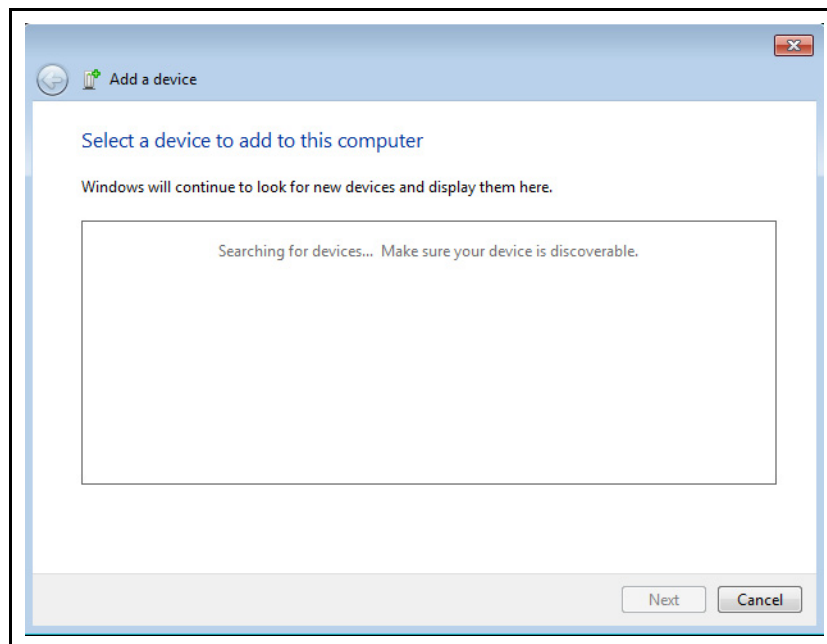 Add a device
Select a device to add to this computer
Windows will continue to look for new devices and display them here.
Searching for devices... Make sure your device is discoverable.
Next Cancel